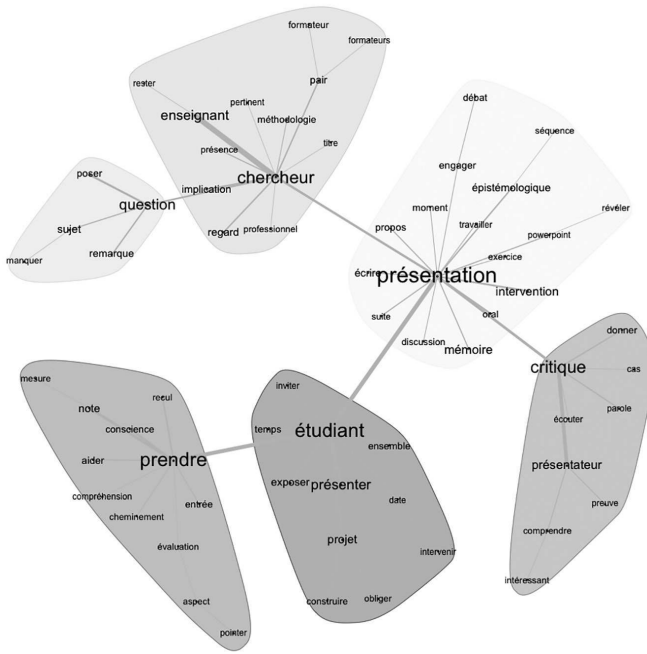 formateur
formateurs
rester
pair
enseignant
pertinent
méthodologie
présence
titre
chercheur
implication
regard
professionnel
poser
question
sujet
remarque
manquer
débat
séquence
engager
épistémologique
moment
révéler
propos
travailler
powerpoint
exercice
présentation
écrire
intervention
suite
oral
discussion
mémoire
donner
critique
cas
parole
écouter
présentateur
preuve
comprendre
intéressant
inviter
temps
étudiant
ensemble
exposer
présenter
date
projet
intervenir
construire
obliger
mesure
recul
note
conscience
aider
prendre
compréhension
entrée
cheminement
évaluation
aspect
pointer